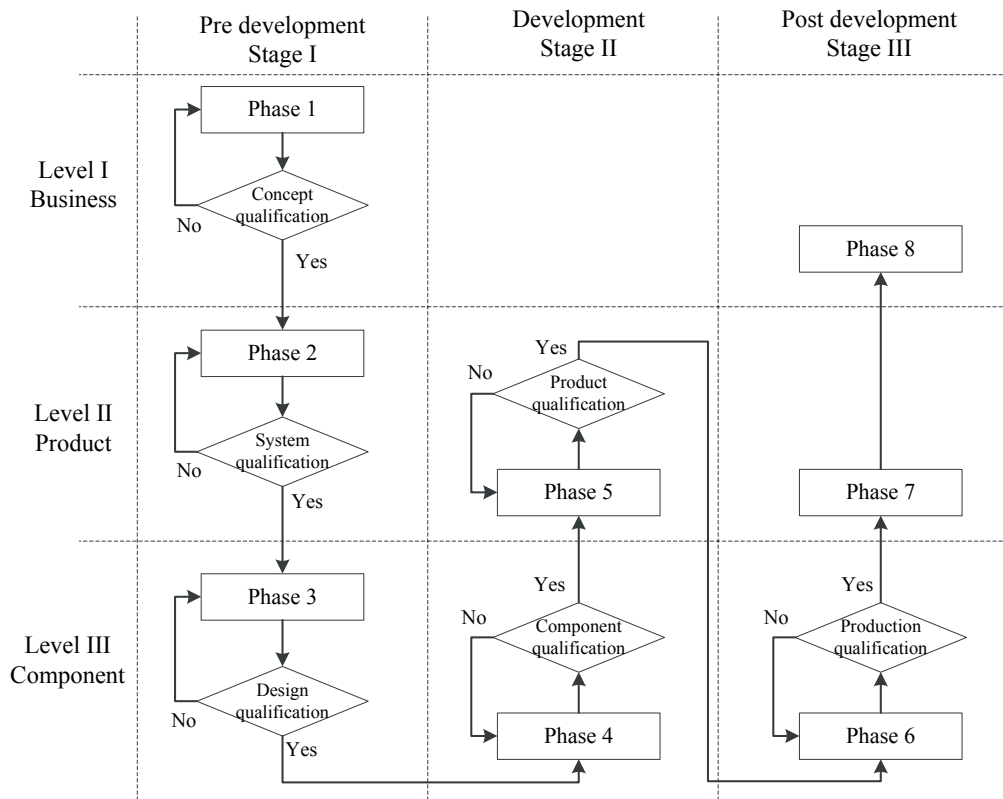 Pre development
Stage I
Development
Stage II
Post development
Stage III
Level I
Business
Phase 1
Concept
qualification
No
Yes
Phase 8
Level II
Product
Phase 2
System
qualification
No
Yes
Yes
No
Product
qualification
Phase 5
Phase 7
Level III
Component
Phase 3
Design
qualification
No
Yes
Yes
No
Component
qualification
Phase 4
Yes
No
Production
qualification
Phase 6